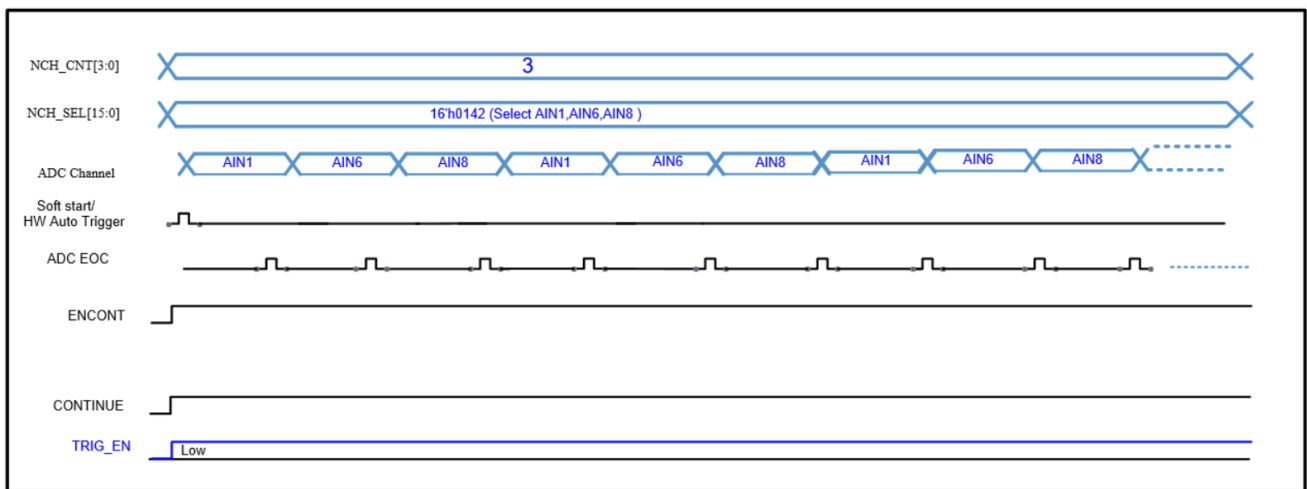 NCH_CNT[3:0]
3
NCH_SEL[15:0]
16'h0142 (Select AIN1,AIN6,AIN8 )
ADC Channel
AIN1 AIN6 AIN8 AIN1 AIN6 AIN8 AIN1 AIN6 AIN8
Soft start/
HW Auto Trigger
ADC EOC
ENCONT
CONTINUE
TRIG_EN
Low